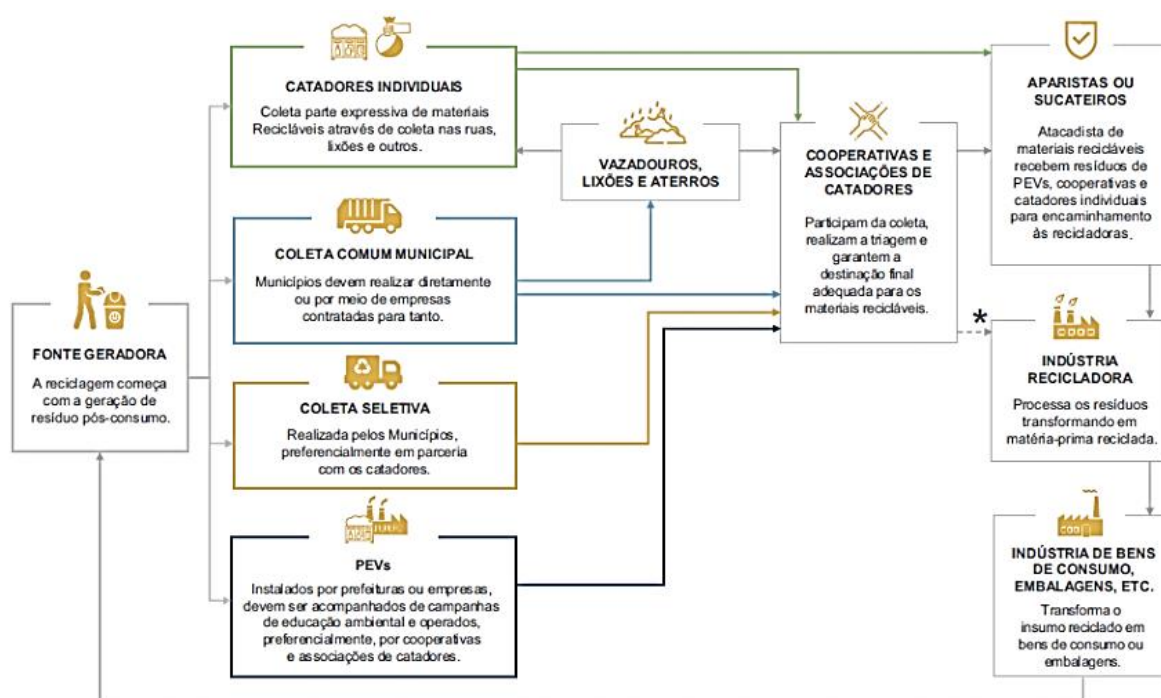 FONTE GERADORA
A reciclagem começa
com a geração de
resíduo pós-consumo.
CATADORES INDIVIDUAIS
Coleta parte expressiva de materiais
Recicláveis através de coleta nas ruas,
lixões e outros.
COLETA COMUM MUNICIPAL
Municípios devem realizar diretamente
ou por meio de empresas
contratadas para tanto.
COLETA SELETIVA
Realizada pelos Municípios,
preferencialmente em parceria
com os catadores.
PEVs
Instalados por prefeituras ou empresas,
devem ser acompanhados de campanhas
de educação ambiental e operados,
preferencialmente, por cooperativas
e associações de catadores.
VAZADOUROS,
LIXÕES E ATERROS
COOPERATIVAS E
ASSOCIAÇÕES DE
CATADORES
Participam da coleta,
realizam a triagem e
garantem a
destinação final
adequada para os
materiais recicláveis.
*
APARISTAS OU
SUCATEIROS
Atacadista de
materiais recicláveis
recebem resíduos de
PEVs, cooperativas e
catadores individuais
para encaminhamento
às recicladoras.
INDÚSTRIA
RECICLADORA
Processa os resíduos
transformando em
matéria-prima reciclada.
INDÚSTRIA DE BENS
DE CONSUMO,
EMBALAGENS, ETC.
Transforma o
insumo reciclado em
bens de consumo ou
embalagens.